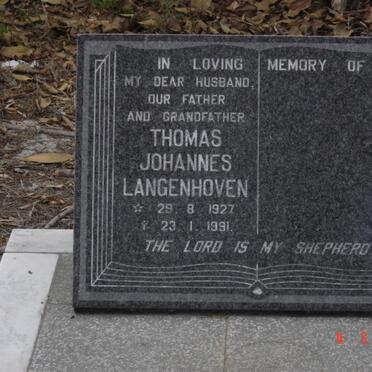 IN LOVING MEMORY OF
MY DEAR HUSBAND,
OUR FATHER
AND GRANDFATHER
THOMAS
JOHANNES
LANGENHOVEN
☆ 29. 8. 1927.
✝ 23. 1. 1991.
THE LORD IS MY SHEPHERD